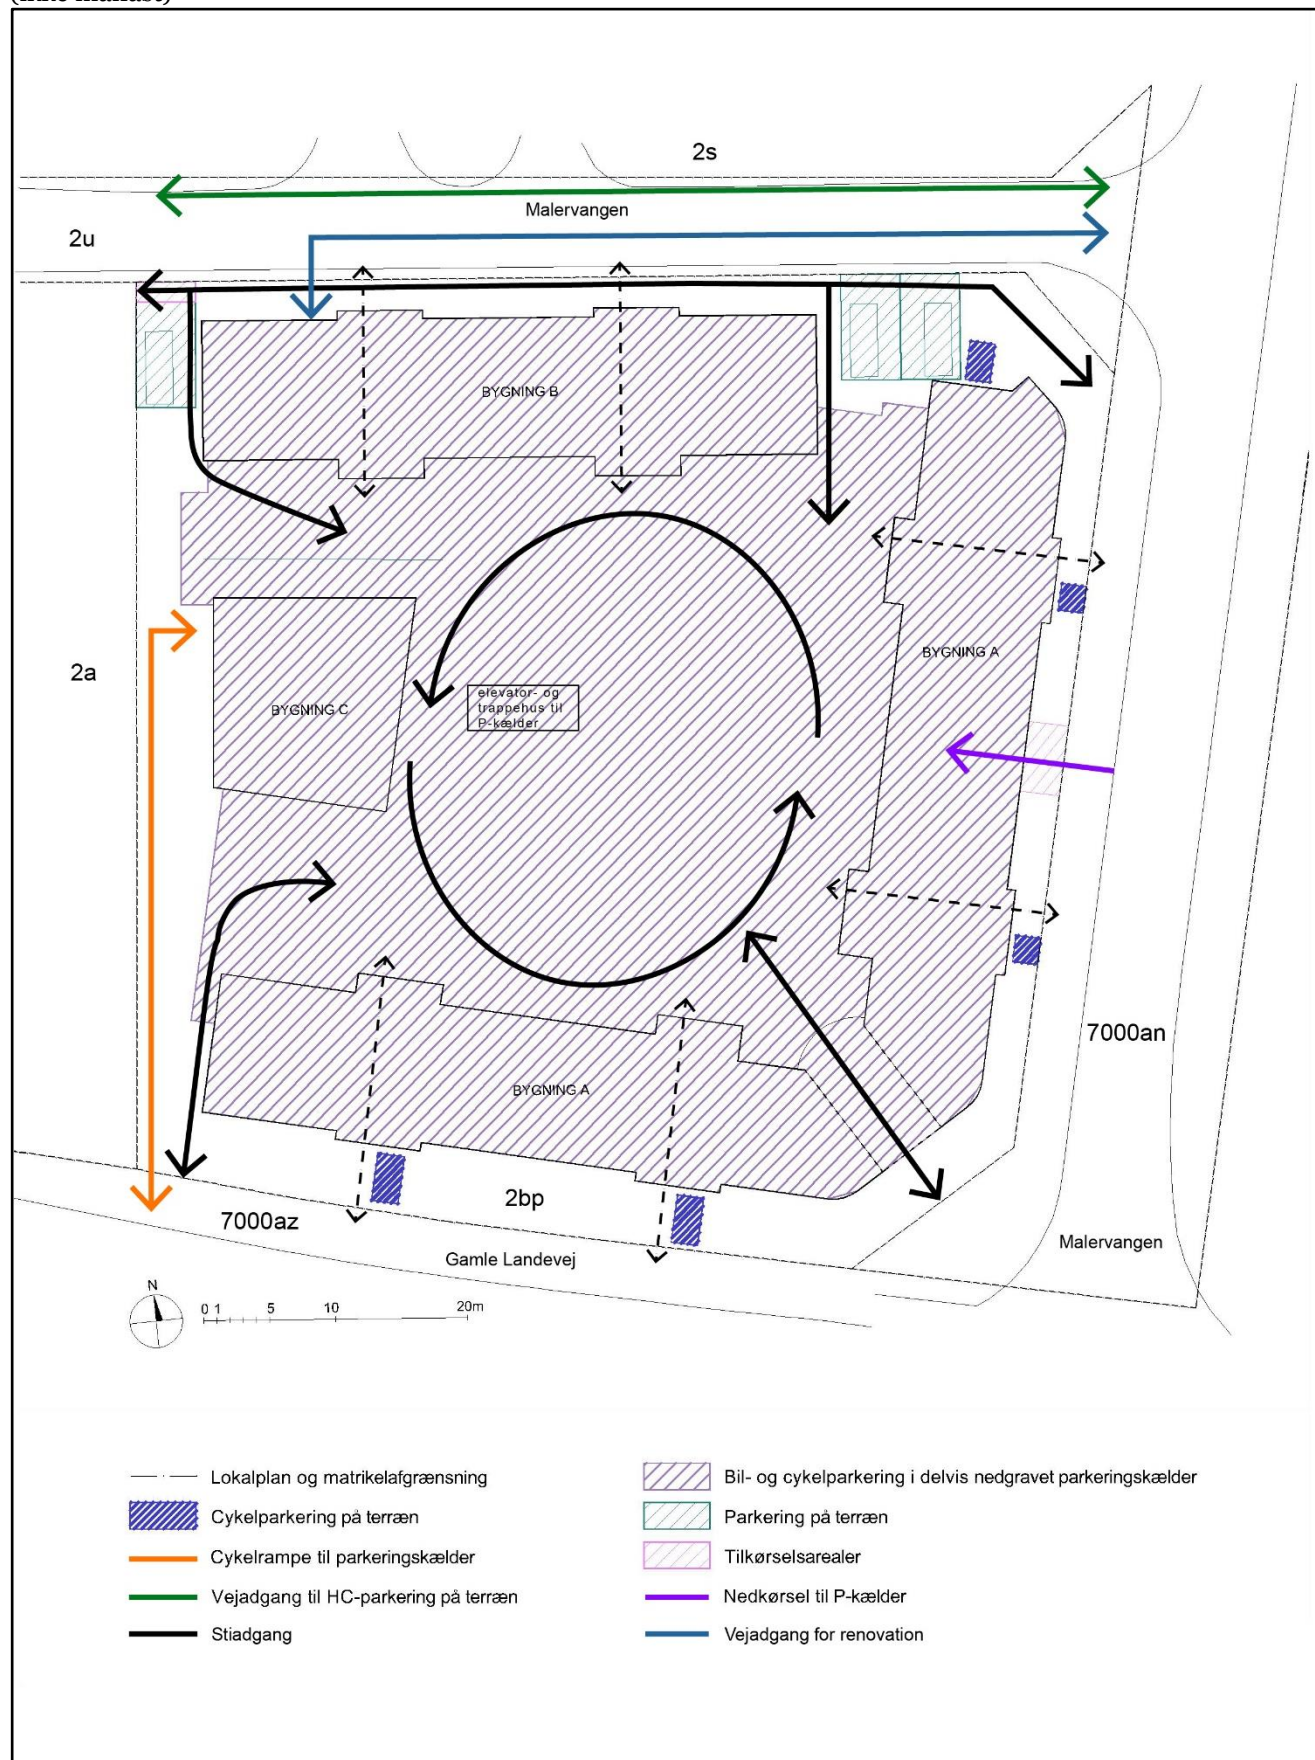 (ikke målfast)
2s
Malervangen
2u
BYGNING B
BYGNING A
2a
BYGNING C
elevator- og
trappehus til
P-kælder
7000an
BYGNING A
2bp
7000az
Malervangen
Gamle Landevej
N
0 1 5 10 20m
Lokalplan og matrikelafgrænsning
Cykelparkering på terræn
Cykelrampe til parkeringskælder
Vejadgang til HC-parkering på terræn
Stiadgang
Bil- og cykelparkering i delvis nedgravet parkeringskælder
Parkering på terræn
Tilkørselsarealer
Nedkørsel til P-kælder
Vejadgang for renovation